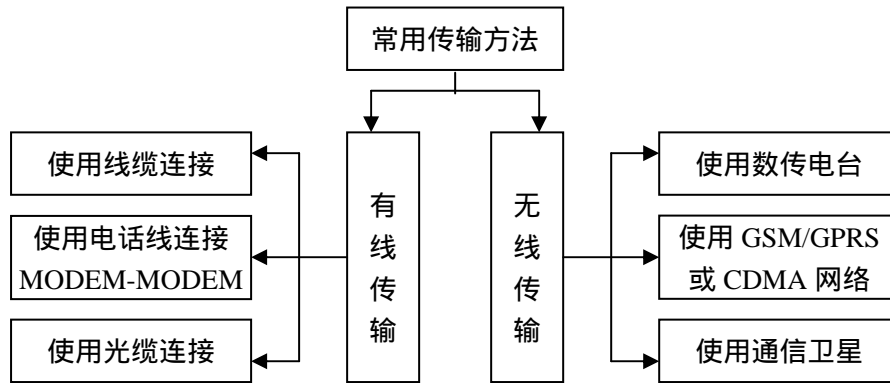 常用传输方法
使用线缆连接
使用电话线连接
MODEM-MODEM
使用光缆连接
有线传输
无线传输
使用数传电台
使用 GSM/GPRS
或 CDMA 网络
使用通信卫星